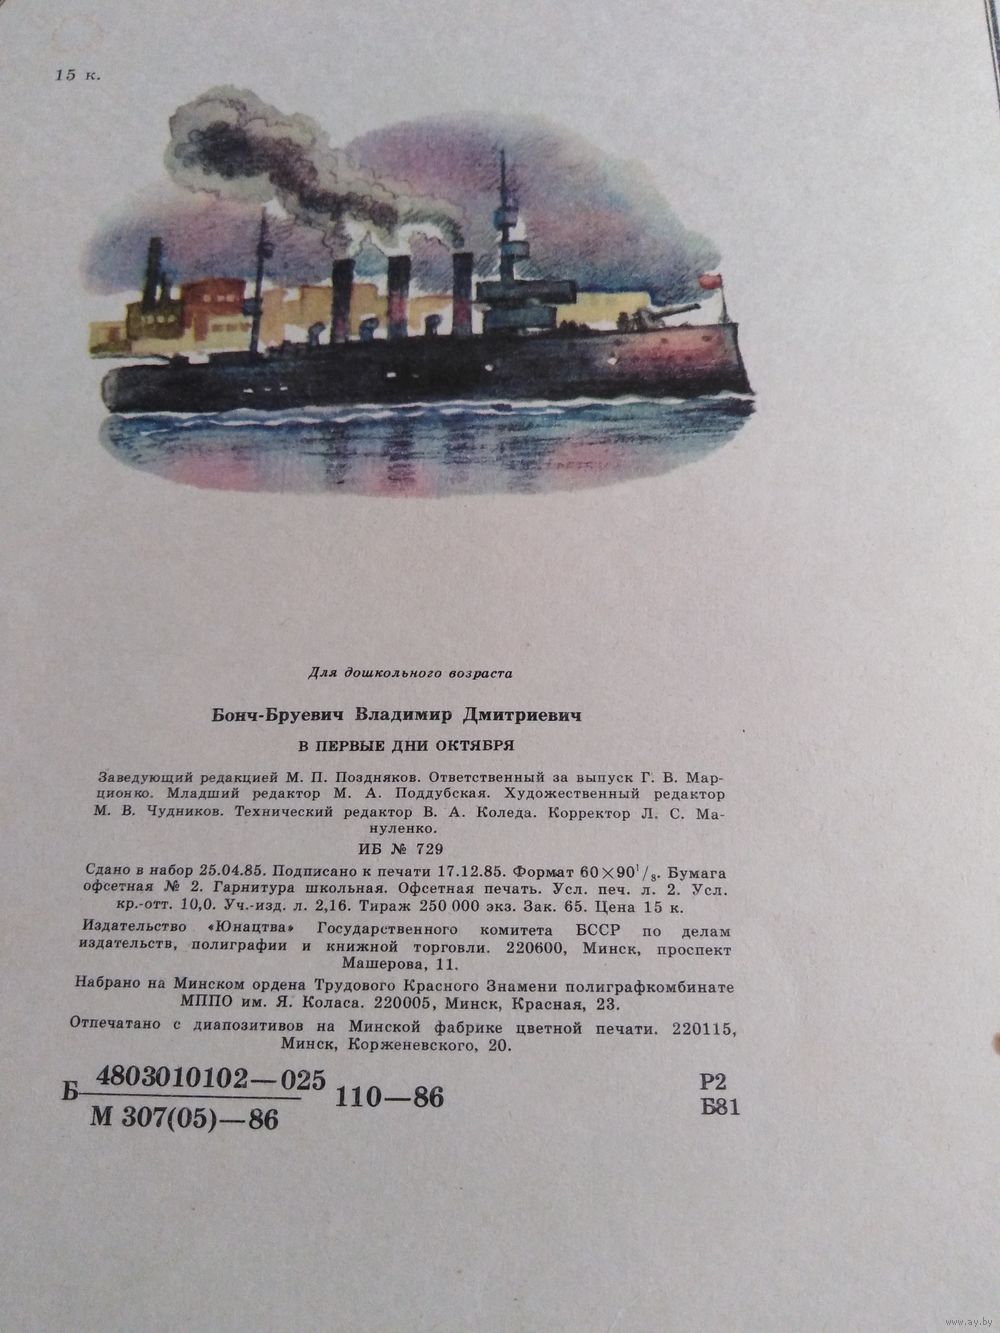 15 к.
Для дошкольного возраста
Бонч-Бруевич Владимир Дмитриевич
В ПЕРВЫЕ ДНИ ОКТЯБРЯ
Заведующий редакцией М. П. Поздняков. Ответственный за выпуск Г. В. Мар-
ционко. Младший редактор М. А. Поддубская. Художественный редактор
М. В. Чудников. Технический редактор В. А. Коледа. Корректор Л. С. Ма-
нуленко.
ИБ № 729
Сдано в набор 25.04.85. Подписано к печати 17.12.85. Формат 60×90¹/₈. Бумага
офсетная № 2. Гарнитура школьная. Офсетная печать. Усл. печ. л. 2. Усл.
кр.-отт. 10,0. Уч.-изд. л. 2,16. Тираж 250 000 экз. Зак. 65. Цена 15 к.
Издательство «Юнацтва» Государственного комитета БССР по делам
издательств, полиграфии и книжной торговли. 220600, Минск, проспект
Машерова, 11.
Набрано на Минском ордена Трудового Красного Знамени полиграфкомбинате
МППО им. Я. Коласа. 220005, Минск, Красная, 23.
Отпечатано с диапозитивов на Минской фабрике цветной печати. 220115,
Минск, Корженевского, 20.
Б 4803010102—025 110—86
М 307(05)—86
Р2
Б81
www.ay.by